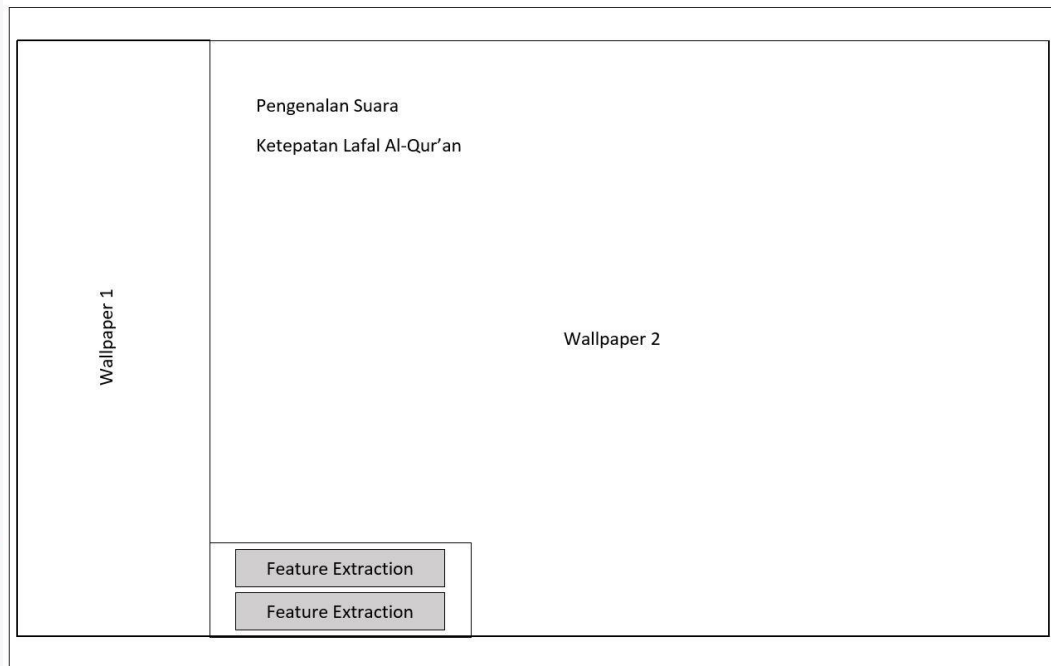 Pengenalan Suara
Ketepatan Lafal Al-Qur’an
Wallpaper 1
Wallpaper 2
Feature Extraction
Feature Extraction